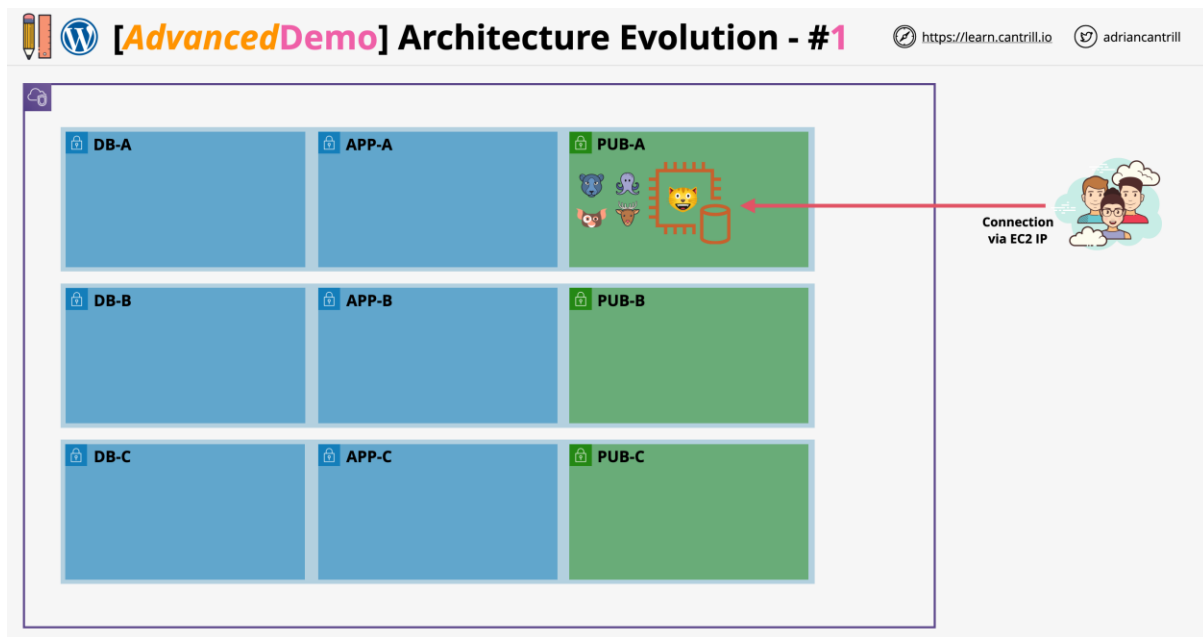 [AdvancedDemo] Architecture Evolution - #1
https://learn.cantrill.io
adriancantrill
DB-A
APP-A
PUB-A
Connection
via EC2 IP
DB-B
APP-B
PUB-B
DB-C
APP-C
PUB-C